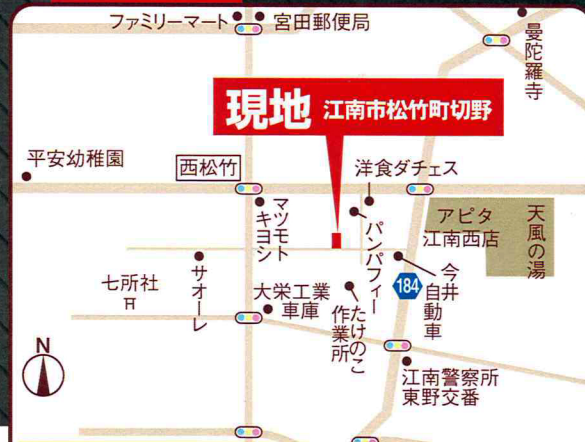 ファミリーマート
宮田郵便局
曼陀羅寺
現地 江南市松竹町切野
平安幼稚園
西松竹
洋食ダチェス
マツモト
キヨシ
パンパフィー
アピタ
江南西店
天風の湯
七所社
サオーレ
大栄工業
車庫
たけのこ
作業所
184
今井
自動車
N
江南警察所
東野交番